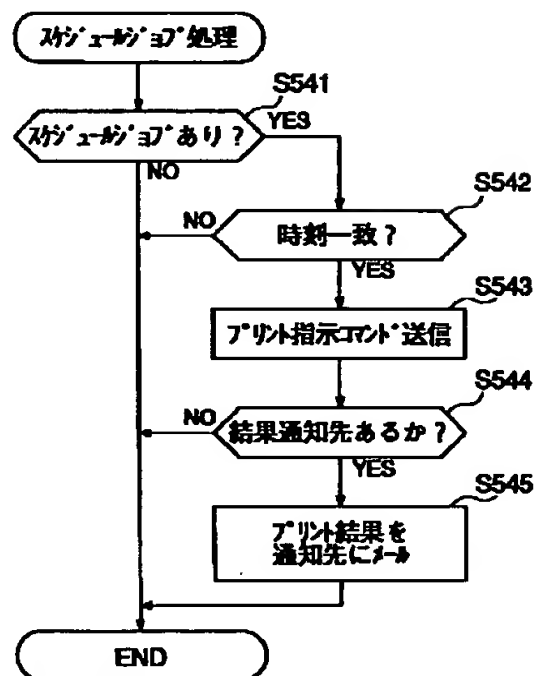 スケジュールジョブ処理
S541
スケジュールジョブあり?
YES
NO
S542
NO
時刻一致?
YES
S543
プリント指示コマンド送信
S544
NO
結果通知先あるか?
YES
S545
プリント結果を
通知先にメール
END